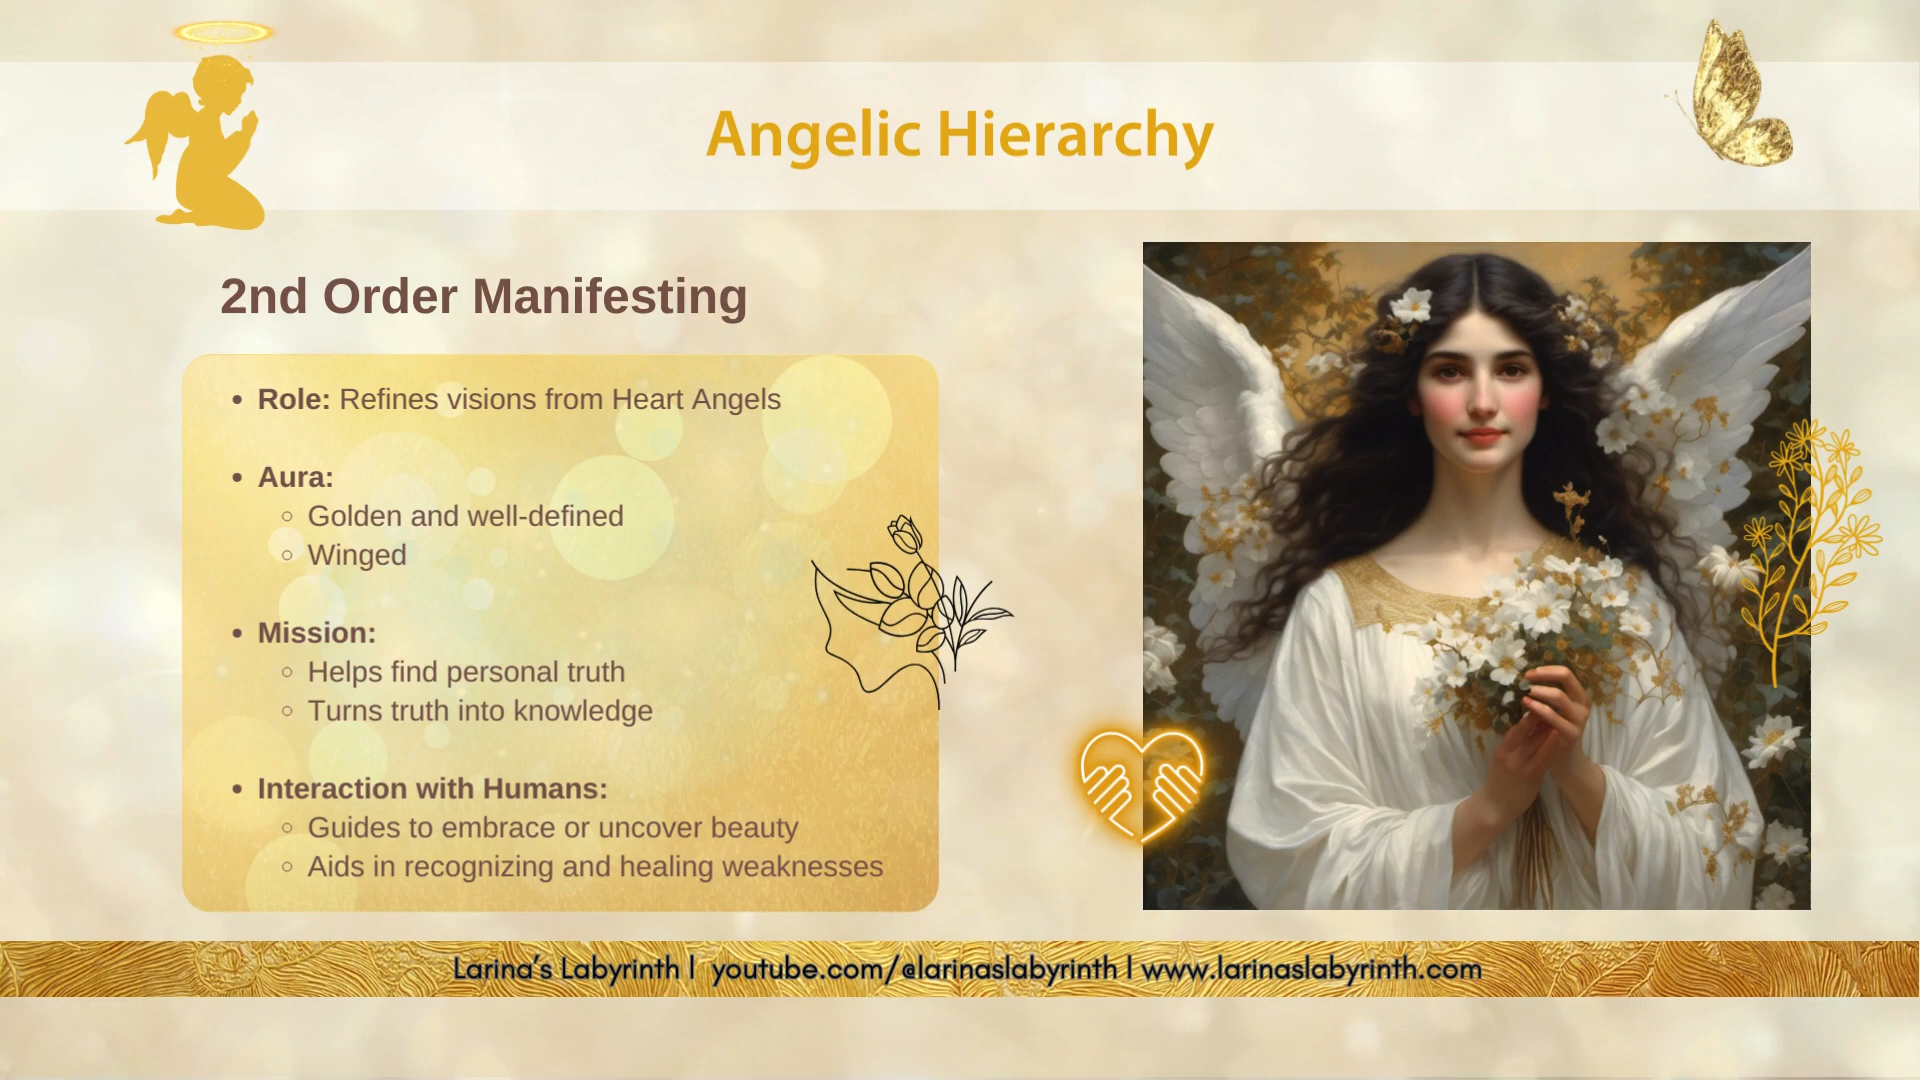 Angelic Hierarchy
2nd Order Manifesting
• Role: Refines visions from Heart Angels
• Aura:
○ Golden and well-defined
○ Winged
• Mission:
○ Helps find personal truth
○ Turns truth into knowledge
• Interaction with Humans:
○ Guides to embrace or uncover beauty
○ Aids in recognizing and healing weaknesses
Larina's Labyrinth | youtube.com/@larinaslabyrinth | www.larinaslabyrinth.com